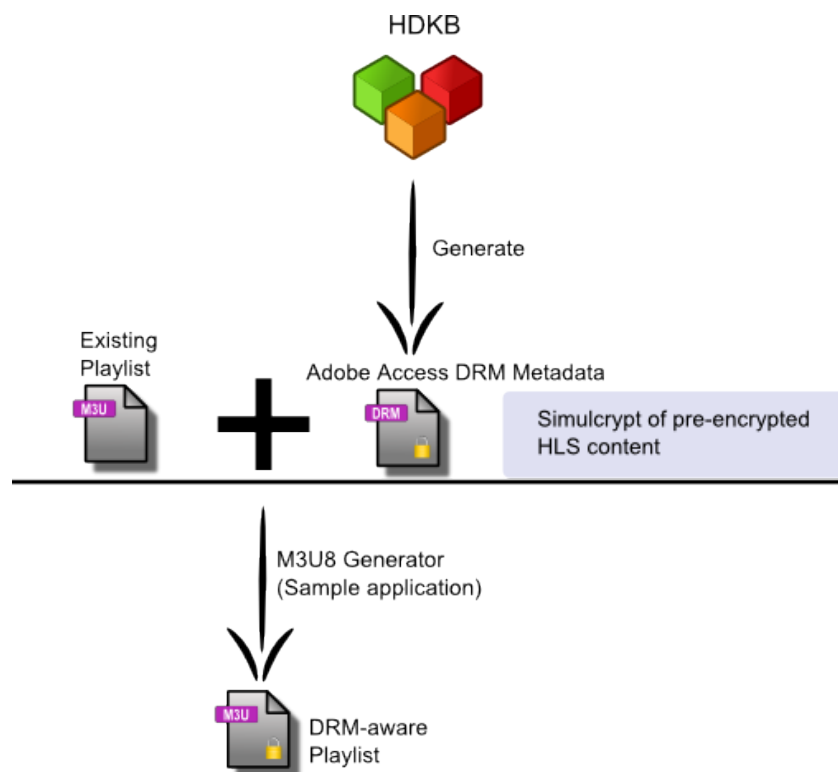 HDKB
Generate
Existing
Playlist
Adobe Access DRM Metadata
M3U
DRM
Simulcrypt of pre-encrypted
HLS content
M3U8 Generator
(Sample application)
M3U
DRM-aware
Playlist